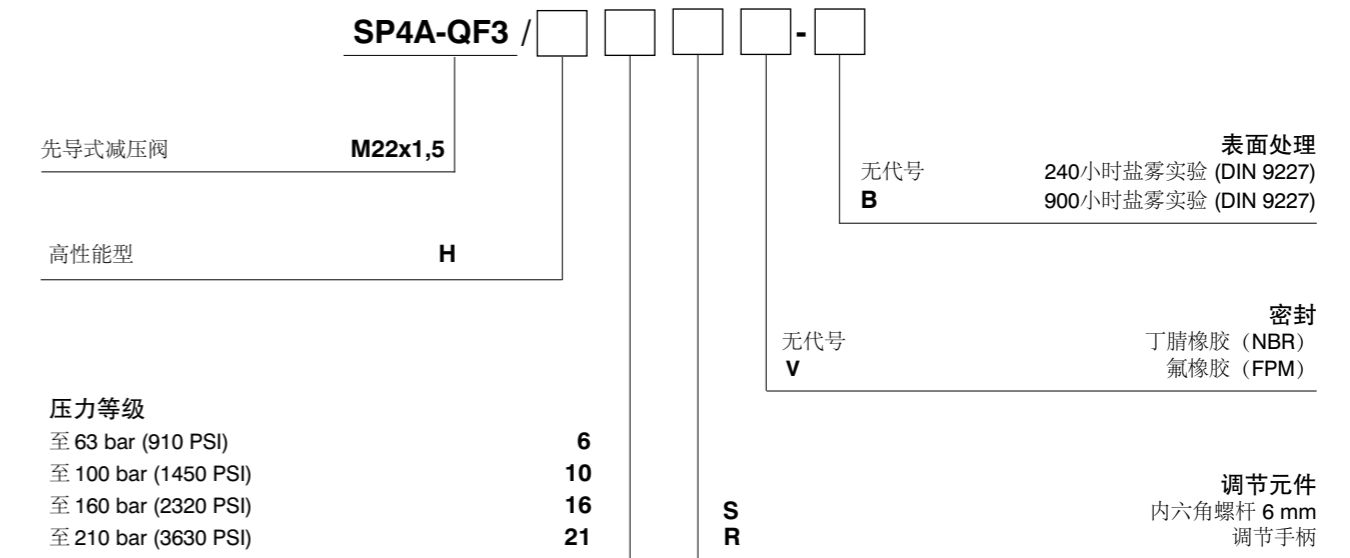 SP4A-QF3 / -
先导式减压阀 M22x1,5
高性能型 H
压力等级
至 63 bar (910 PSI) 6
至 100 bar (1450 PSI) 10
至 160 bar (2320 PSI) 16
至 210 bar (3630 PSI) 21
表面处理
无代号 240小时盐雾实验 (DIN 9227)
B 900小时盐雾实验 (DIN 9227)
密封
无代号 丁腈橡胶（NBR）
V 氟橡胶（FPM）
调节元件
S 内六角螺杆 6 mm
R 调节手柄